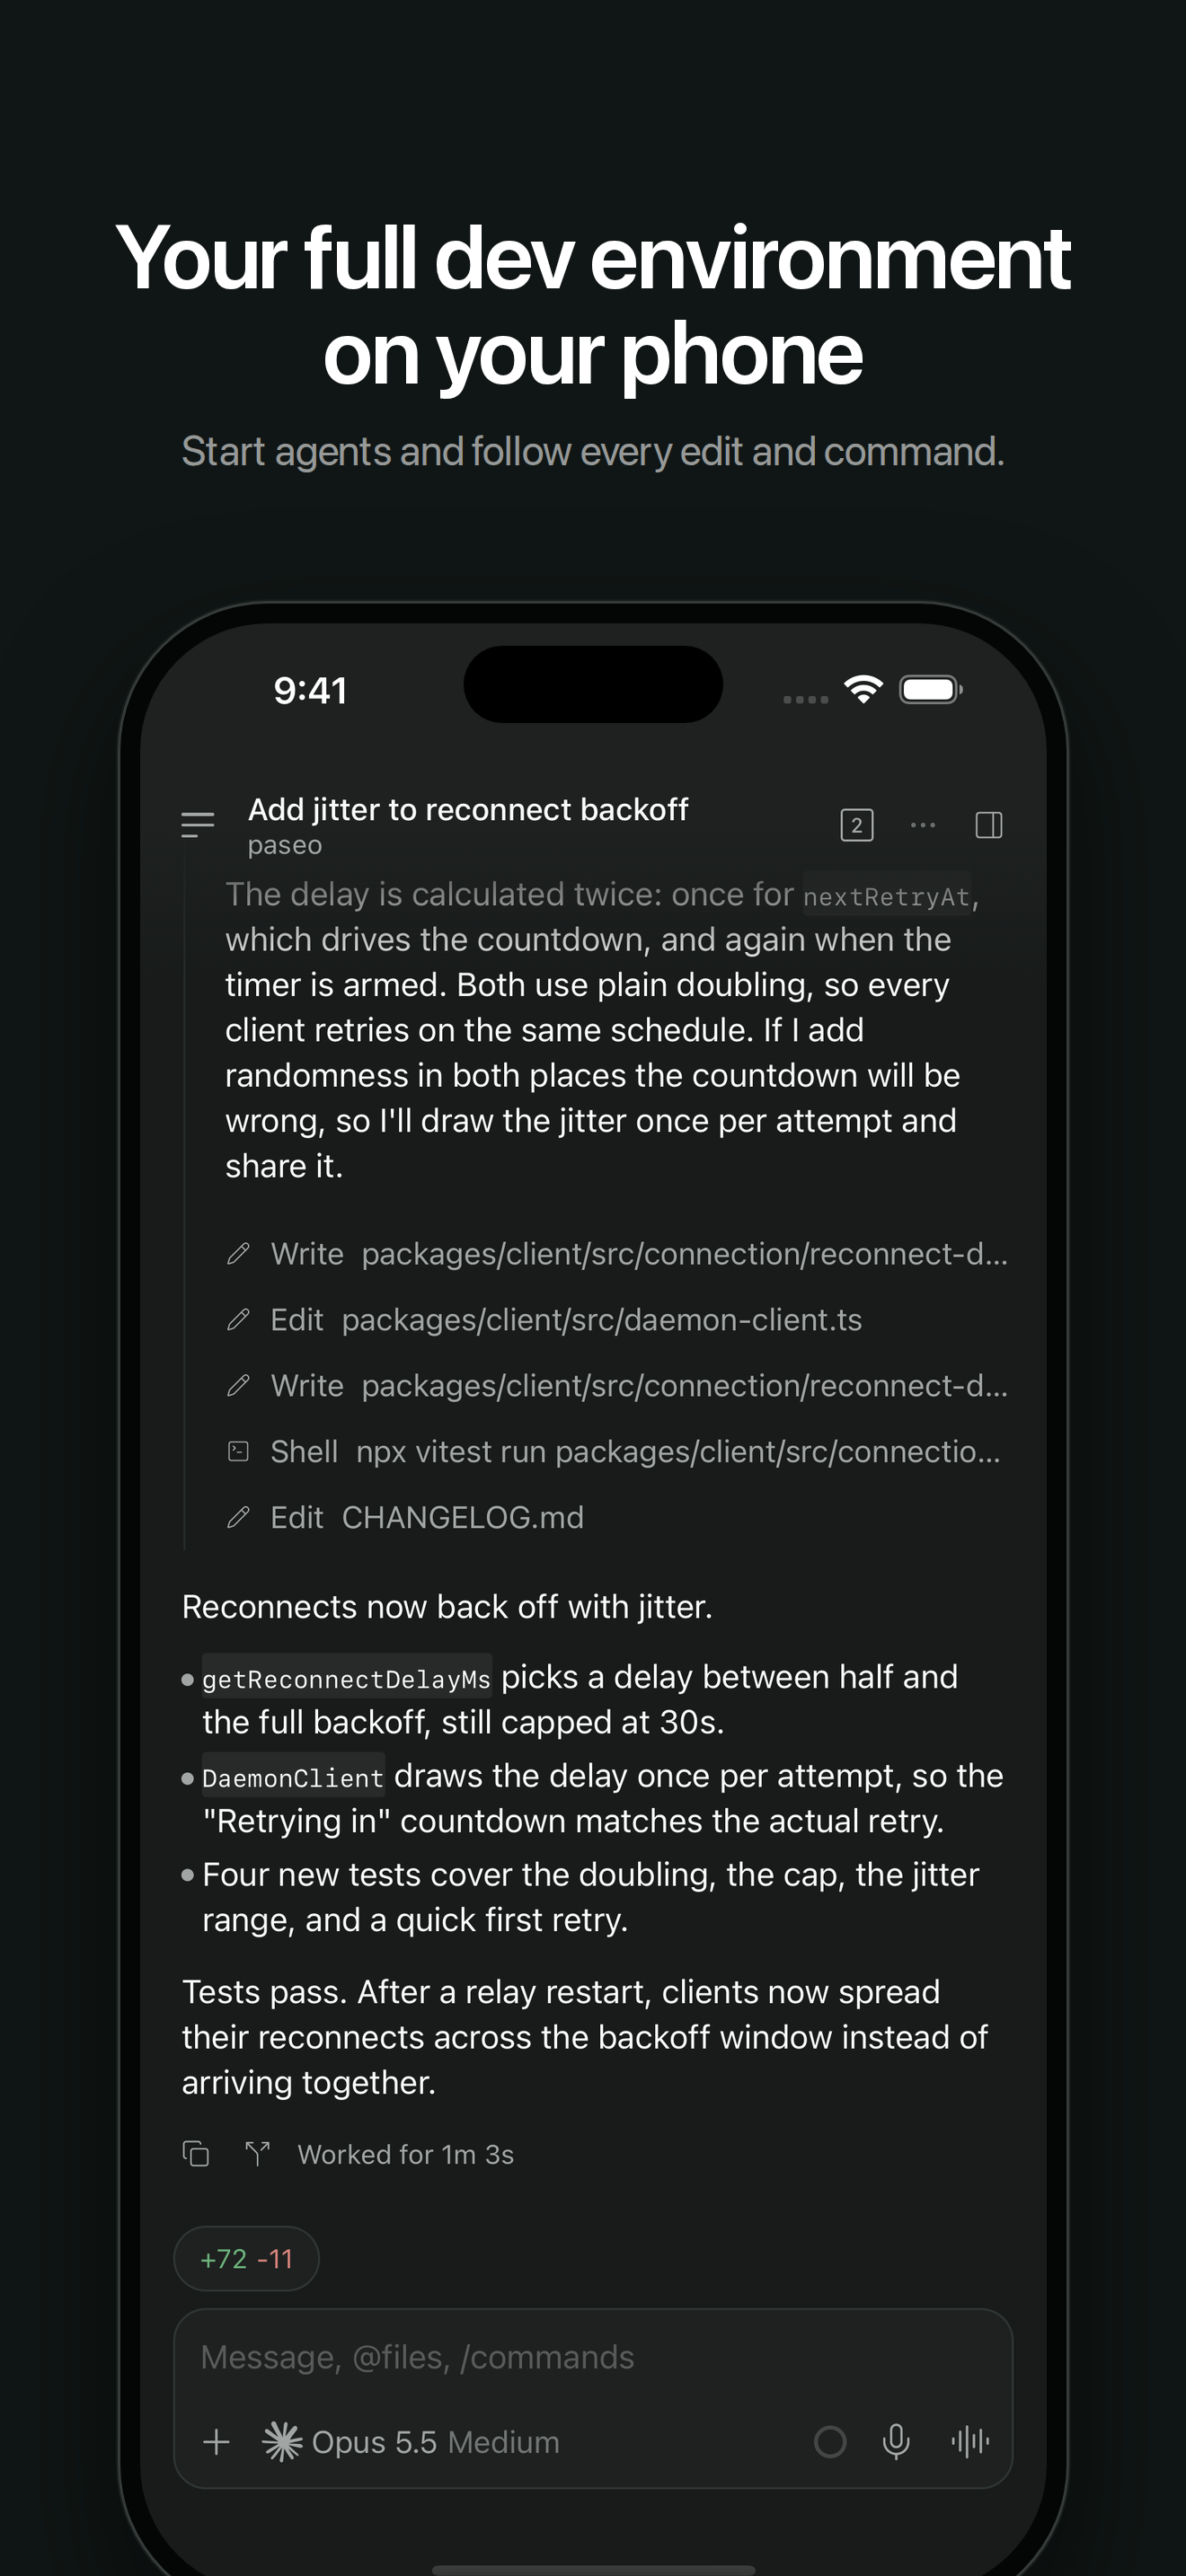 Your full dev environment
on your phone
Start agents and follow every edit and command.
9:41
Add jitter to reconnect backoff
2
paseo
The delay is calculated twice: once for nextRetryAt,
which drives the countdown, and again when the
timer is armed. Both use plain doubling, so every
client retries on the same schedule. If I add
randomness in both places the countdown will be
wrong, so I'll draw the jitter once per attempt and
share it.
Write packages/client/src/connection/reconnect-d...
Edit packages/client/src/daemon-client.ts
Write packages/client/src/connection/reconnect-d...
Shell npx vitest run packages/client/src/connectio...
Edit CHANGELOG.md
Reconnects now back off with jitter.
• getReconnectDelayMs picks a delay between half and
the full backoff, still capped at 30s.
• DaemonClient draws the delay once per attempt, so the
"Retrying in" countdown matches the actual retry.
• Four new tests cover the doubling, the cap, the jitter
range, and a quick first retry.
Tests pass. After a relay restart, clients now spread
their reconnects across the backoff window instead of
arriving together.
Worked for 1m 3s
+72 -11
Message, @files, /commands
Opus 5.5 Medium